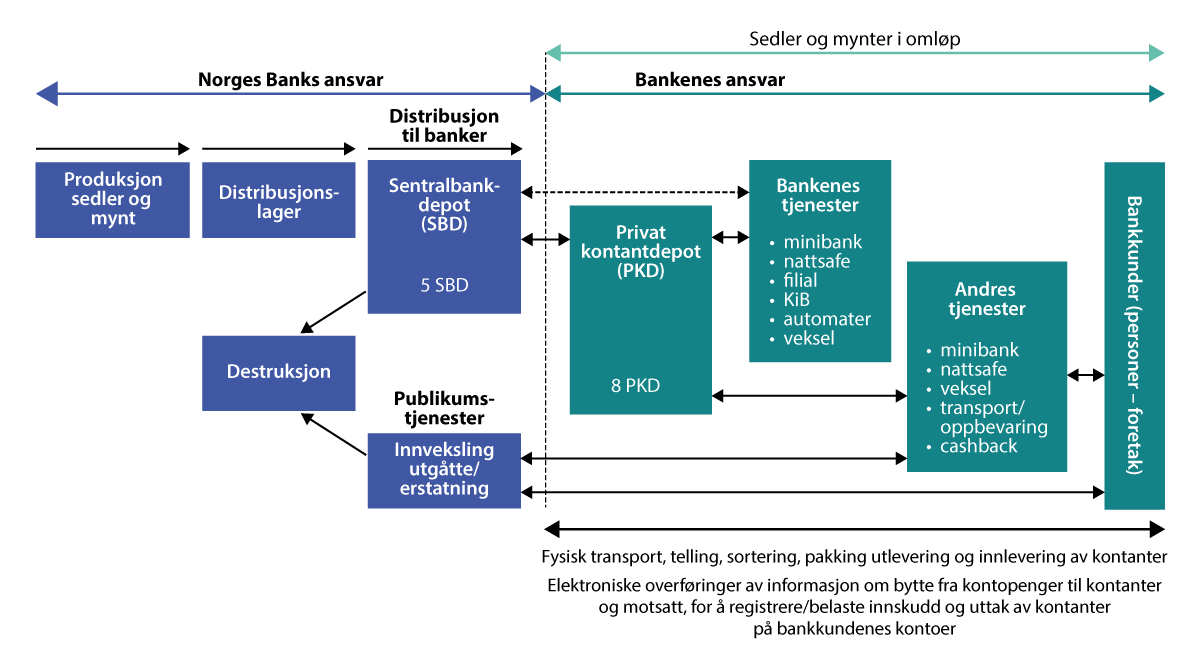 Sedler og mynter i omløp
Norges Banks ansvar
Bankenes ansvar
Distribusjon
til banker
Produksjon
sedler og
mynt
Distribusjons-
lager
Sentralbank-
depot
(SBD)
5 SBD
Destruksjon
Publikums-
tjenester
Innveksling
utgåtte/
erstatning
Privat
kontantdepot
(PKD)
8 PKD
Bankenes
tjenester
• minibank
• nattsafe
• filial
• KiB
• automater
• veksel
Andres
tjenester
• minibank
• nattsafe
• veksel
• transport/
oppbevaring
• cashback
Bankkunder (personer – foretak)
Fysisk transport, telling, sortering, pakking utlevering og innlevering av kontanter
Elektroniske overføringer av informasjon om bytte fra kontopenger til kontanter
og motsatt, for å registrere/belaste innskudd og uttak av kontanter
på bankkundenes kontoer